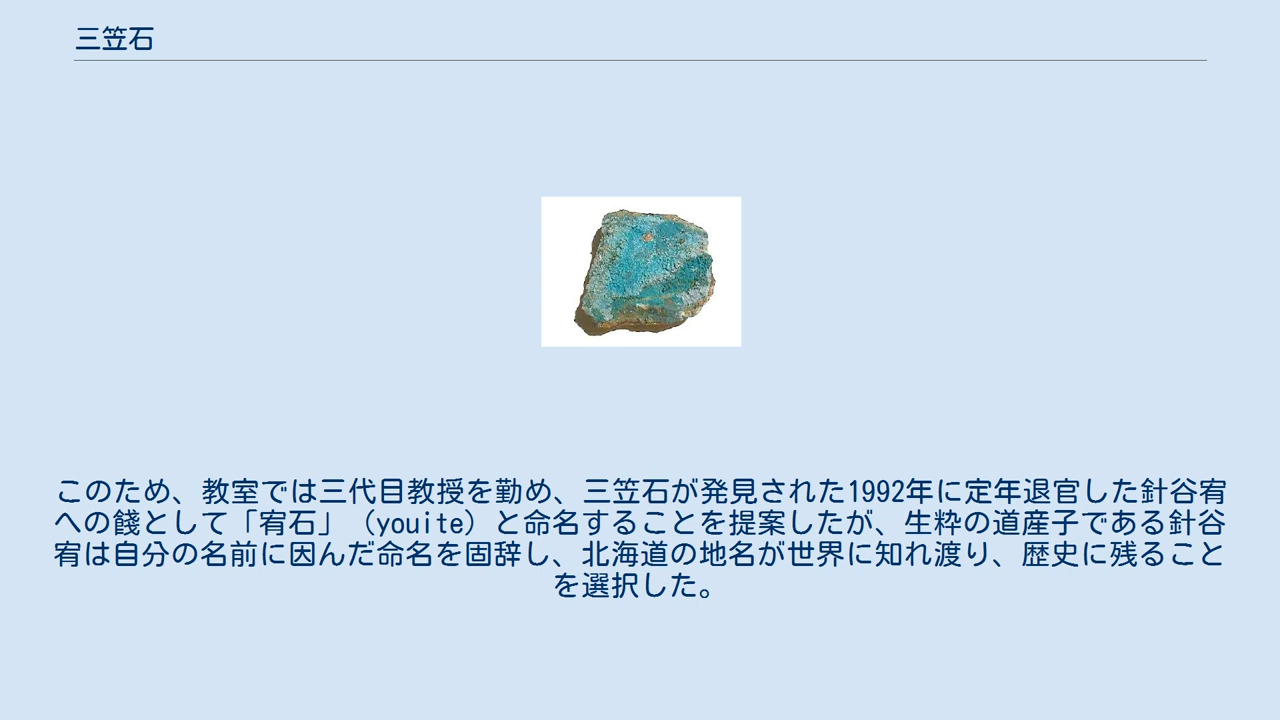 三笠石
このため、教室では三代目教授を勤め、三笠石が発見された1992年に定年退官した針谷宥
への餞として「宥石」（youite）と命名することを提案したが、生粋の道産子である針谷
宥は自分の名前に因んだ命名を固辞し、北海道の地名が世界に知れ渡り、歴史に残ること
を選択した。